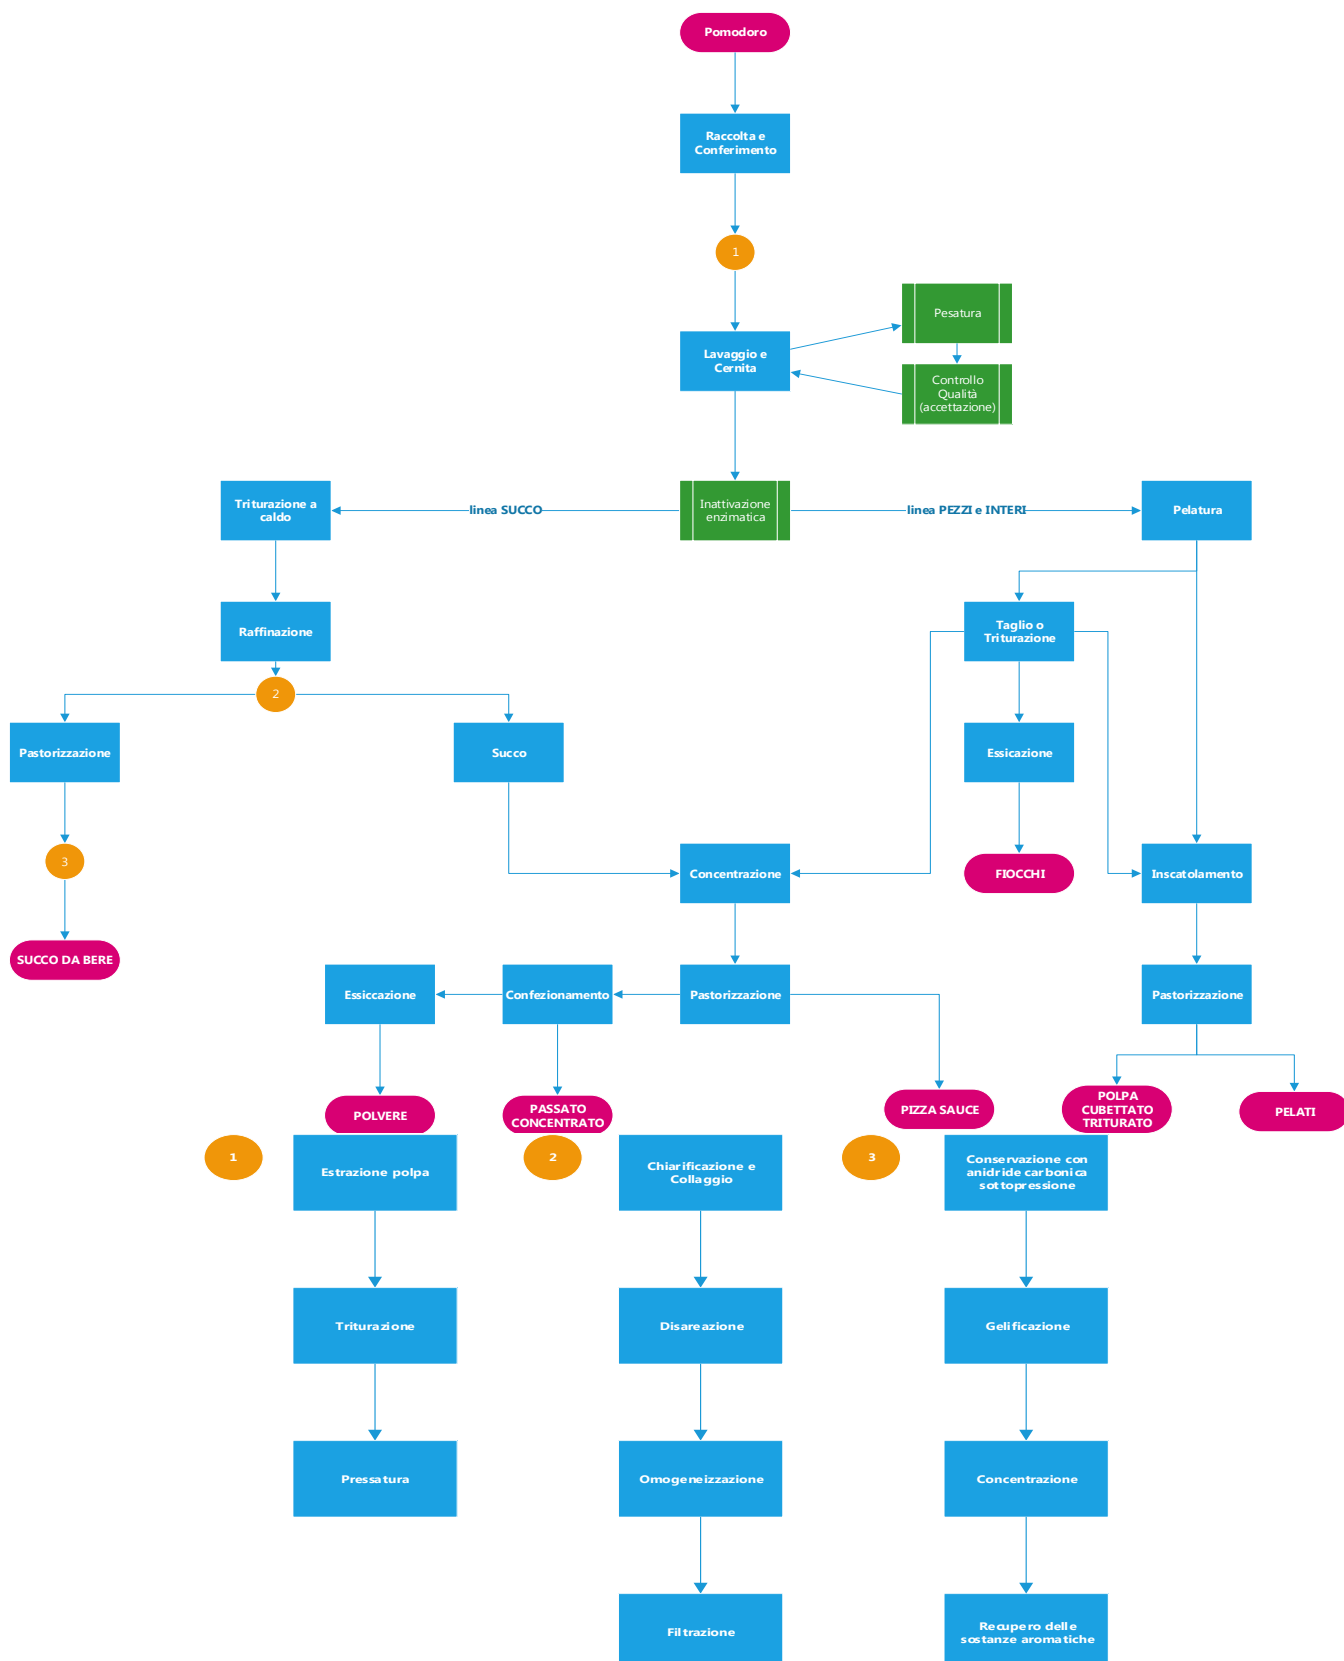 Pomodoro
Raccolta e
Conferimento
1
Pesatura
Lavaggio e
Cernita
Controllo
Qualità
(accettazione)
Triturazione a
caldo
linea SUCCO
Inattivazione
enzimatica
linea PEZZI e INTERI
Pelatura
Raffinazione
Taglio o
Triturazione
2
Pastorizzazione
Succo
Essicazione
3
Concentrazione
FIOCCHI
Inscatolamento
SUCCO DA BERE
Essiccazione
Confezionamento
Pastorizzazione
Pastorizzazione
POLVERE
PASSATO
CONCENTRATO
PIZZA SAUCE
POLPA
CUBETTATO
TRITURATO
PELATI
1
Estrazione polpa
2
Chiarificazione e
Collaggio
3
Conservazione con
anidride carbonica
sottopressione
Triturazione
Disareazione
Gelificazione
Pressatura
Omogeneizzazione
Concentrazione
Filtrazione
Recupero delle
sostanze aromatiche